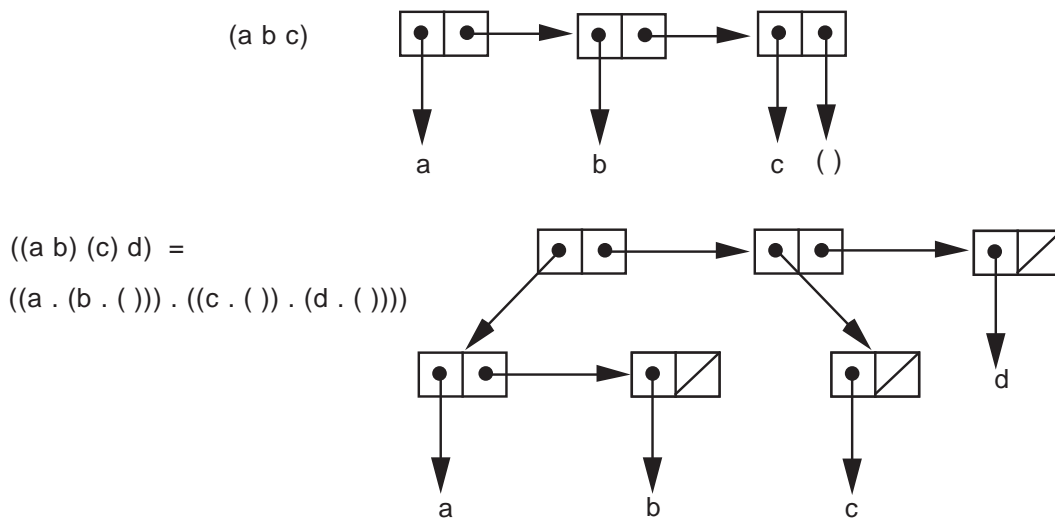 (a b c)
a b c ( )
((a b) (c) d) =
((a . (b . ( ))) . ((c . ( )) . (d . ( ))))
d
a b c